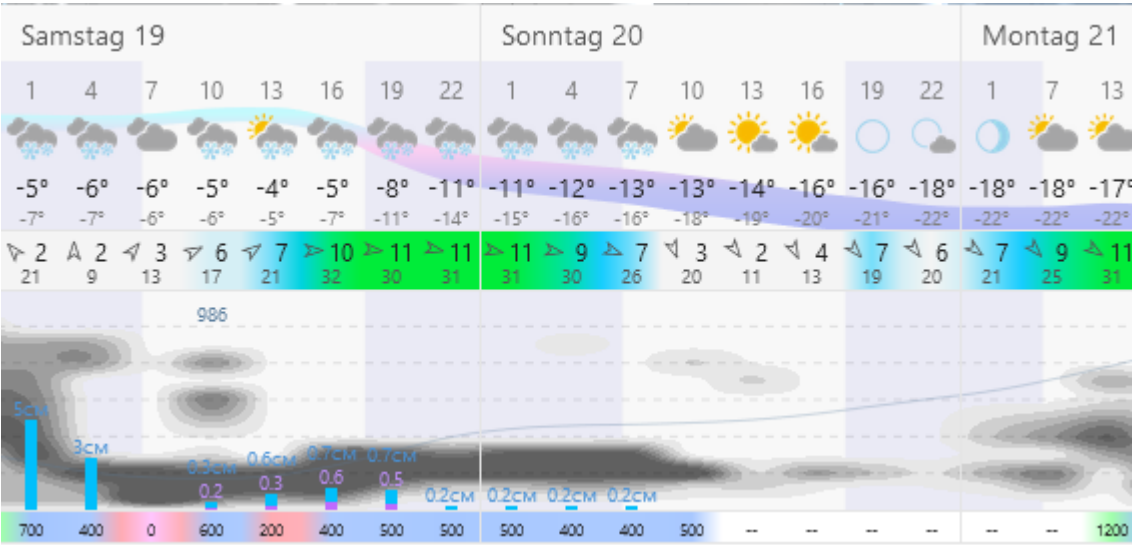 Samstag 19 Sonntag 20 Montag 21
1 4 7 10 13 16 19 22 1 4 7 10 13 16 19 22 1 7 13
-5° -6° -6° -5° -4° -5° -8° -11° -11° -12° -13° -13° -14° -16° -16° -18° -18° -18° -17°
-7° -7° -6° -6° -5° -7° -11° -14° -15° -16° -16° -18° -19° -20° -21° -22° -22° -22° -22°
2 2 3 6 7 10 11 11 11 9 7 3 2 4 7 6 7 9 11
21 9 13 17 21 32 30 31 31 30 26 20 11 13 19 20 21 25 31
986
5см
3см 0.3см 0.6см 0.7см 0.7см
0.2 0.3 0.6 0.5 0.2см 0.2см 0.2см 0.2см
700 400 0 600 200 400 500 500 500 400 400 500 -- -- -- -- -- -- 1200